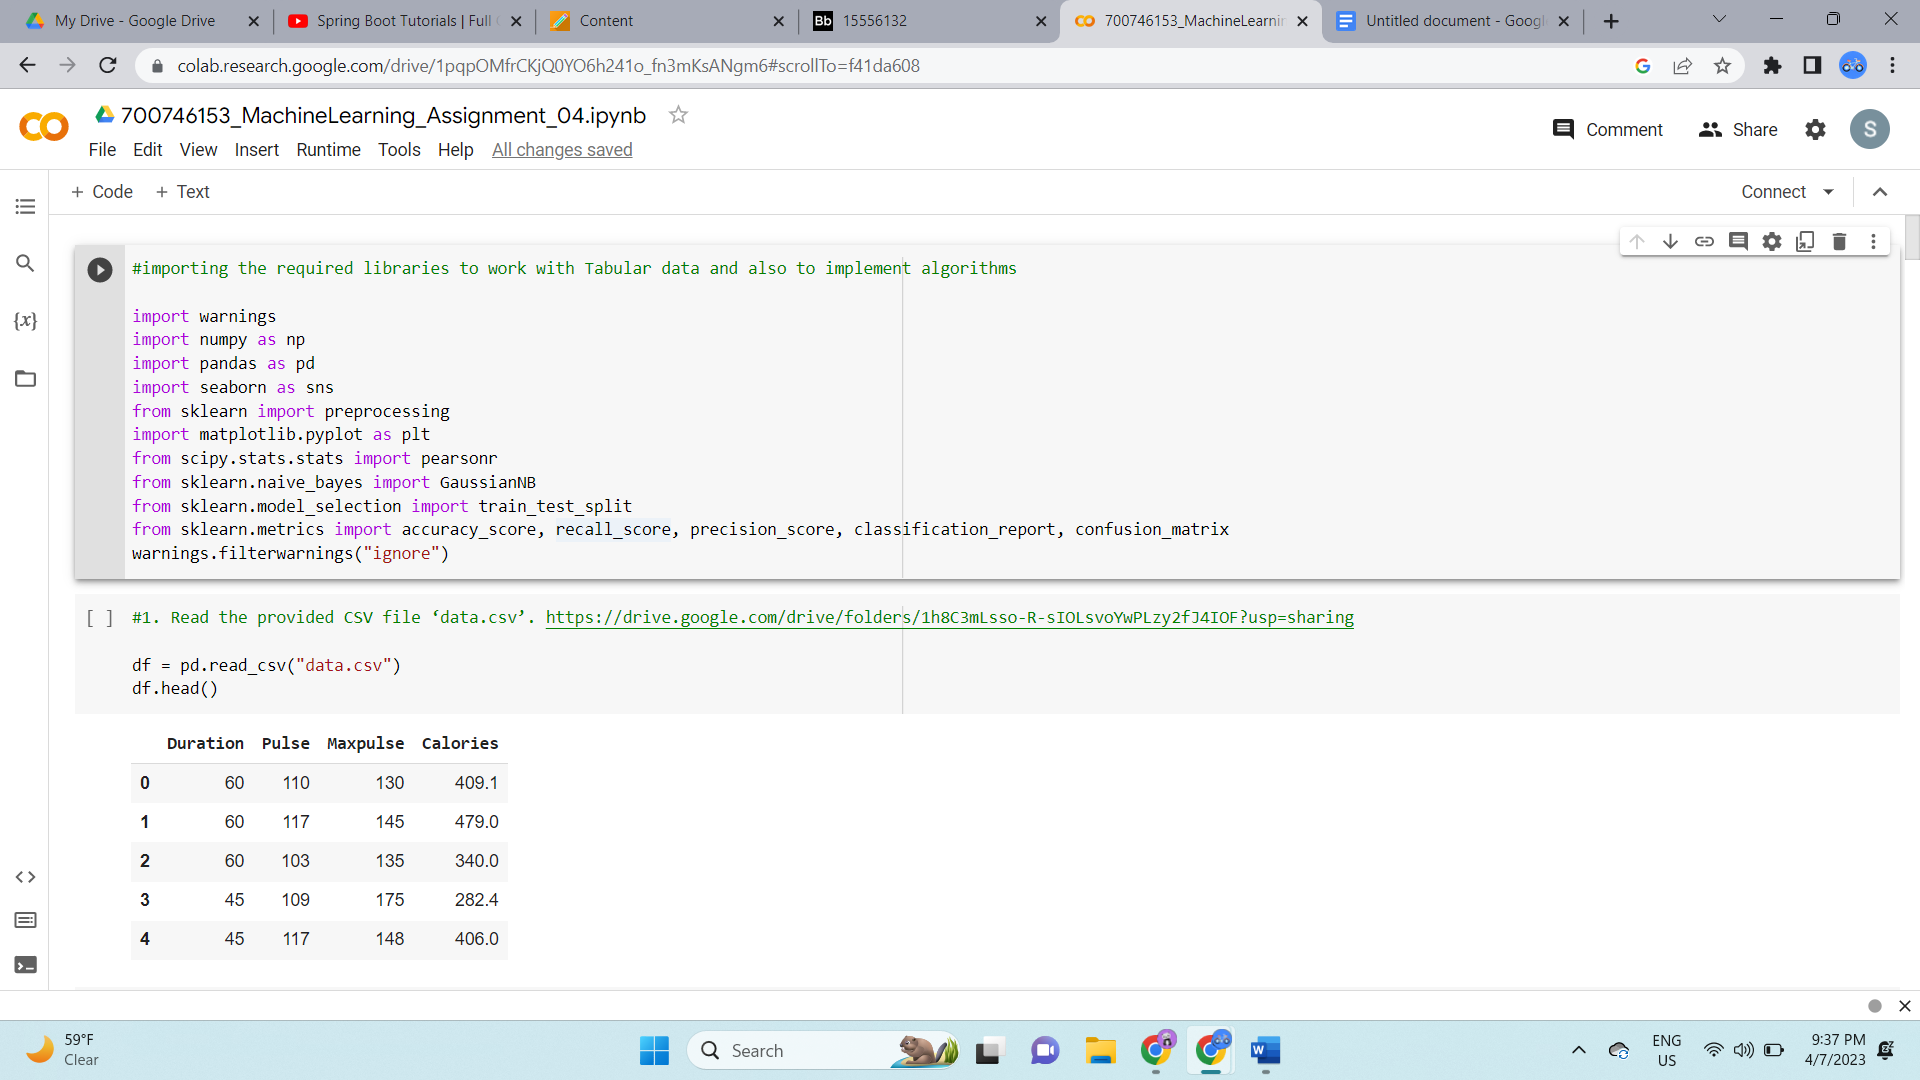 My Drive - Google Drive
Spring Boot Tutorials | Full
Content
Bb 15556132
700746153_MachineLearnin
Untitled document - Googl
colab.research.google.com/drive/1pqpOMfrCKjQ0YO6h241o_fn3mKsANgm6#scrollTo=f41da608
700746153_MachineLearning_Assignment_04.ipynb
Comment
Share
S
File Edit View Insert Runtime Tools Help All changes saved
+ Code + Text
Connect
{x}
#importing the required libraries to work with Tabular data and also to implement algorithms
import warnings
import numpy as np
import pandas as pd
import seaborn as sns
from sklearn import preprocessing
import matplotlib.pyplot as plt
from scipy.stats.stats import pearsonr
from sklearn.naive_bayes import GaussianNB
from sklearn.model_selection import train_test_split
from sklearn.metrics import accuracy_score, recall_score, precision_score, classification_report, confusion_matrix
warnings.filterwarnings("ignore")
[ ] #1. Read the provided CSV file ‘data.csv’. https://drive.google.com/drive/folders/1h8C3mLsso-R-sIOLsvoYwPLzy2fJ4IOF?usp=sharing
df = pd.read_csv("data.csv")
df.head()
Duration Pulse Maxpulse Calories
0 60 110 130 409.1
1 60 117 145 479.0
2 60 103 135 340.0
3 45 109 175 282.4
4 45 117 148 406.0
59°F
Clear
Search
ENG
US
9:37 PM
4/7/2023